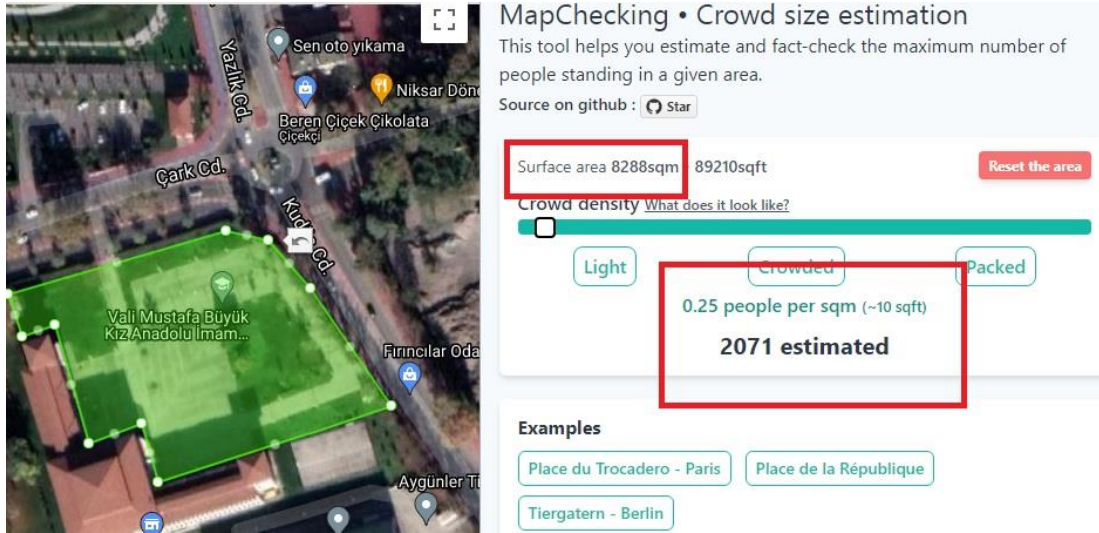 Yazlık Cd.
Sen oto yıkama
Niksar Döne
Beren Çiçek Çikolata
Çiçekçi
Çark Cd.
Cd.
Vali Mustafa Büyük
Kız Anadolu İmam...
Fırıncılar Oda
Aygünler Ti
MapChecking • Crowd size estimation
This tool helps you estimate and fact-check the maximum number of
people standing in a given area.
Source on github : Star
Surface area 8288sqm - 89210sqft
Reset the area
Crowd density What does it look like?
Light
Crowded
Packed
0.25 people per sqm (~10 sqft)
2071 estimated
Examples
Place du Trocadero - Paris
Place de la République
Tiergatern - Berlin